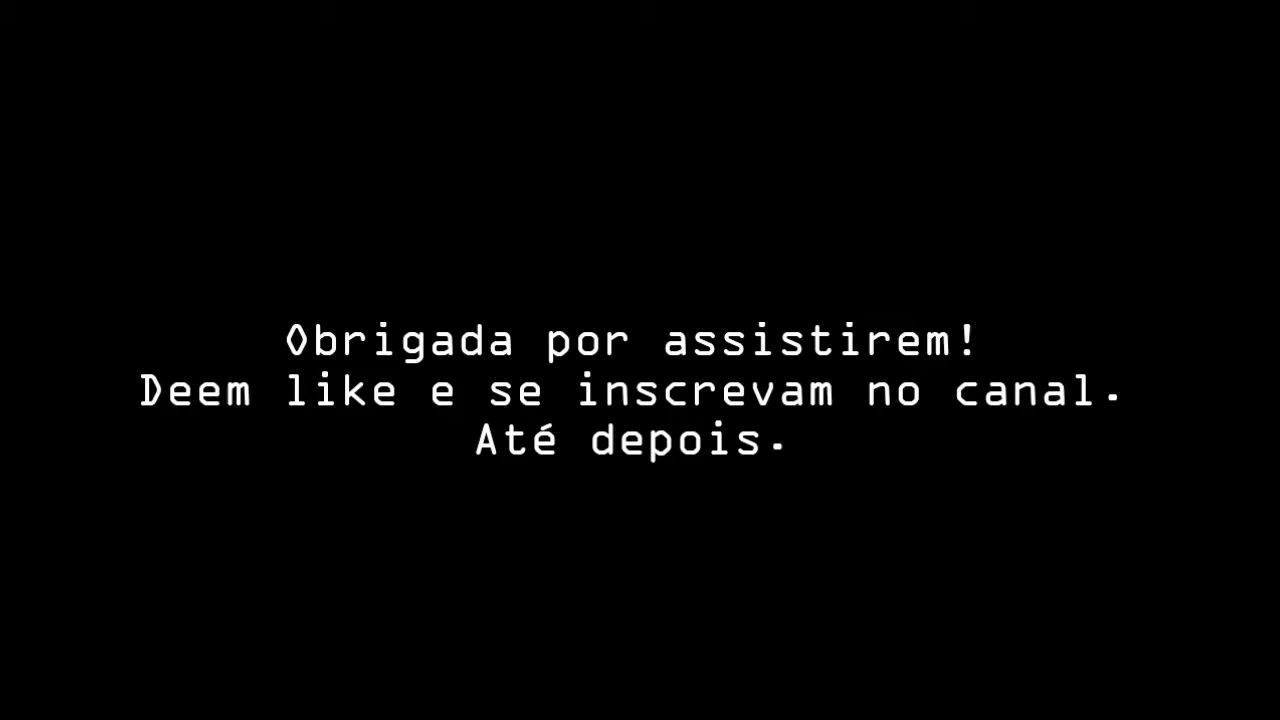 Obrigada por assistirem!
Deem like e se inscrevam no canal.
Até depois.